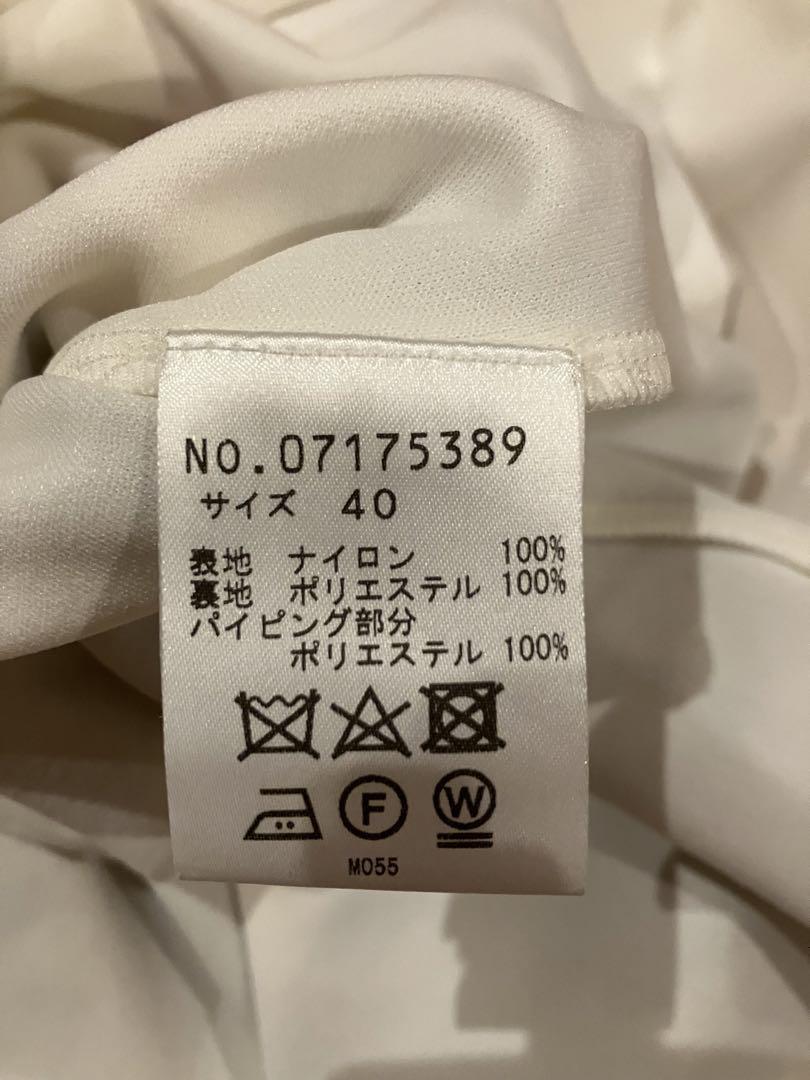 NO.07175389
サイズ 40
表地 ナイロン 100%
裏地 ポリエステル 100%
パイピング部分
ポリエステル 100%
F W
M055